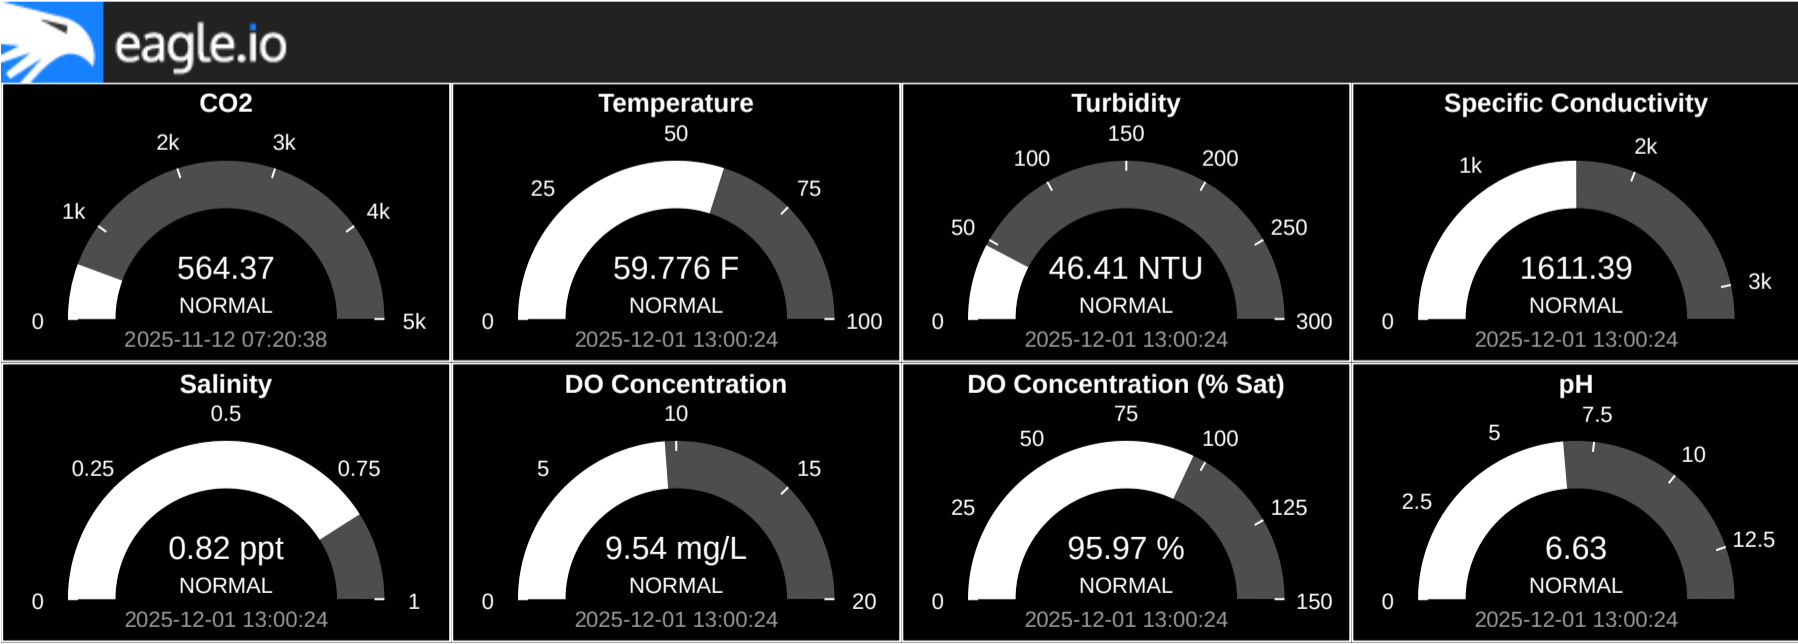 eagle.io
CO2
0
1k
2k
3k
4k
5k
564.37
NORMAL
2025-11-12 07:20:38
Temperature
0
25
50
75
100
59.776 F
NORMAL
2025-12-01 13:00:24
Turbidity
0
50
100
150
200
250
300
46.41 NTU
NORMAL
2025-12-01 13:00:24
Specific Conductivity
0
1k
2k
3k
1611.39
NORMAL
2025-12-01 13:00:24
Salinity
0
0.25
0.5
0.75
1
0.82 ppt
NORMAL
2025-12-01 13:00:24
DO Concentration
0
5
10
15
20
9.54 mg/L
NORMAL
2025-12-01 13:00:24
DO Concentration (% Sat)
0
25
50
75
100
125
150
95.97 %
NORMAL
2025-12-01 13:00:24
pH
0
2.5
5
7.5
10
12.5
6.63
NORMAL
2025-12-01 13:00:24